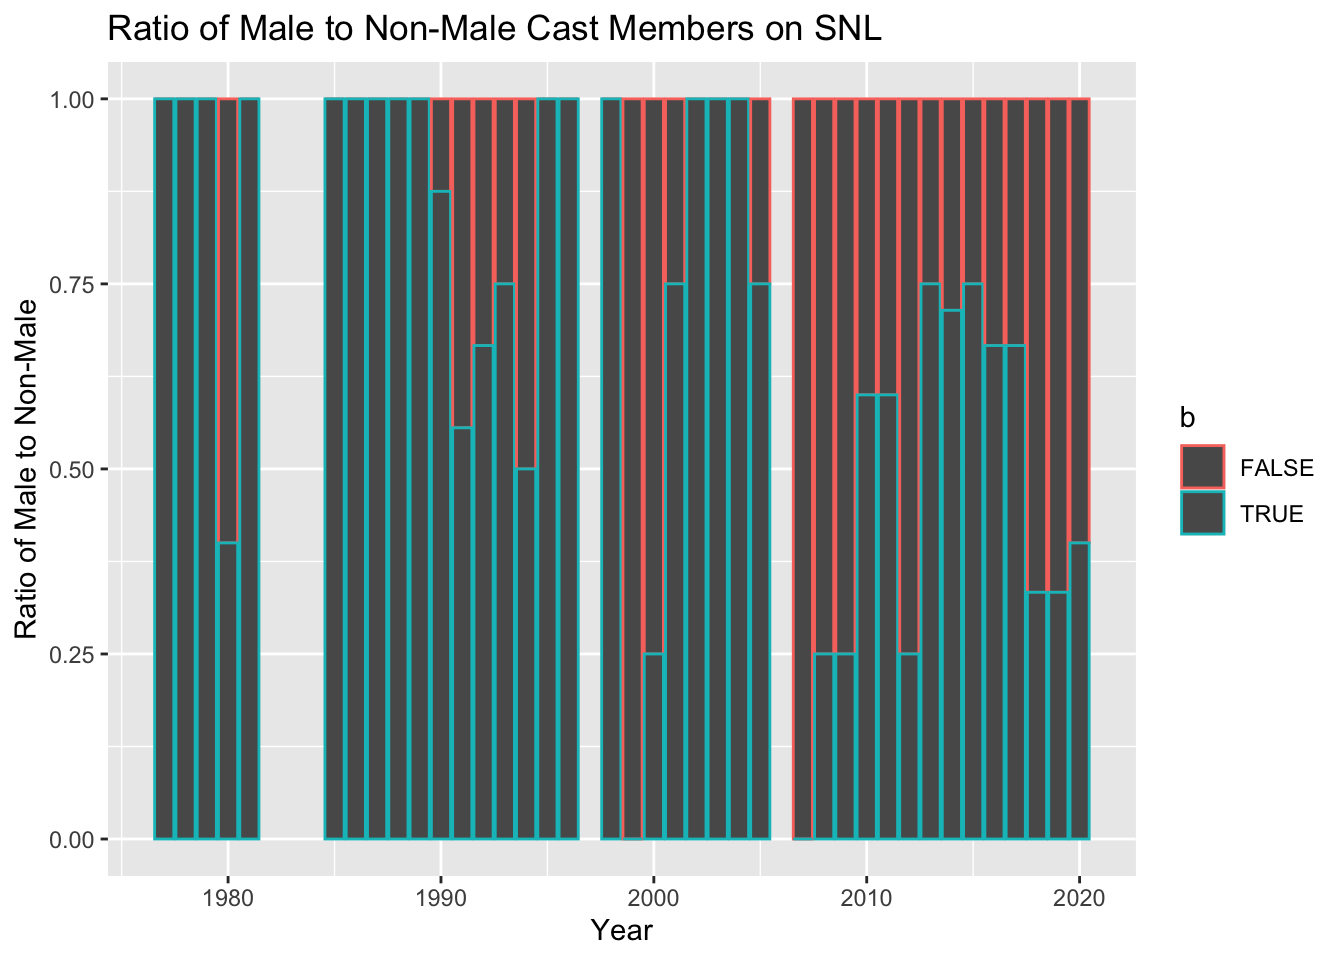 Ratio of Male to Non-Male Cast Members on SNL
Ratio of Male to Non-Male
1.00
0.75
0.50
0.25
0.00
1980 1990 2000 2010 2020
Year
b
FALSE
TRUE